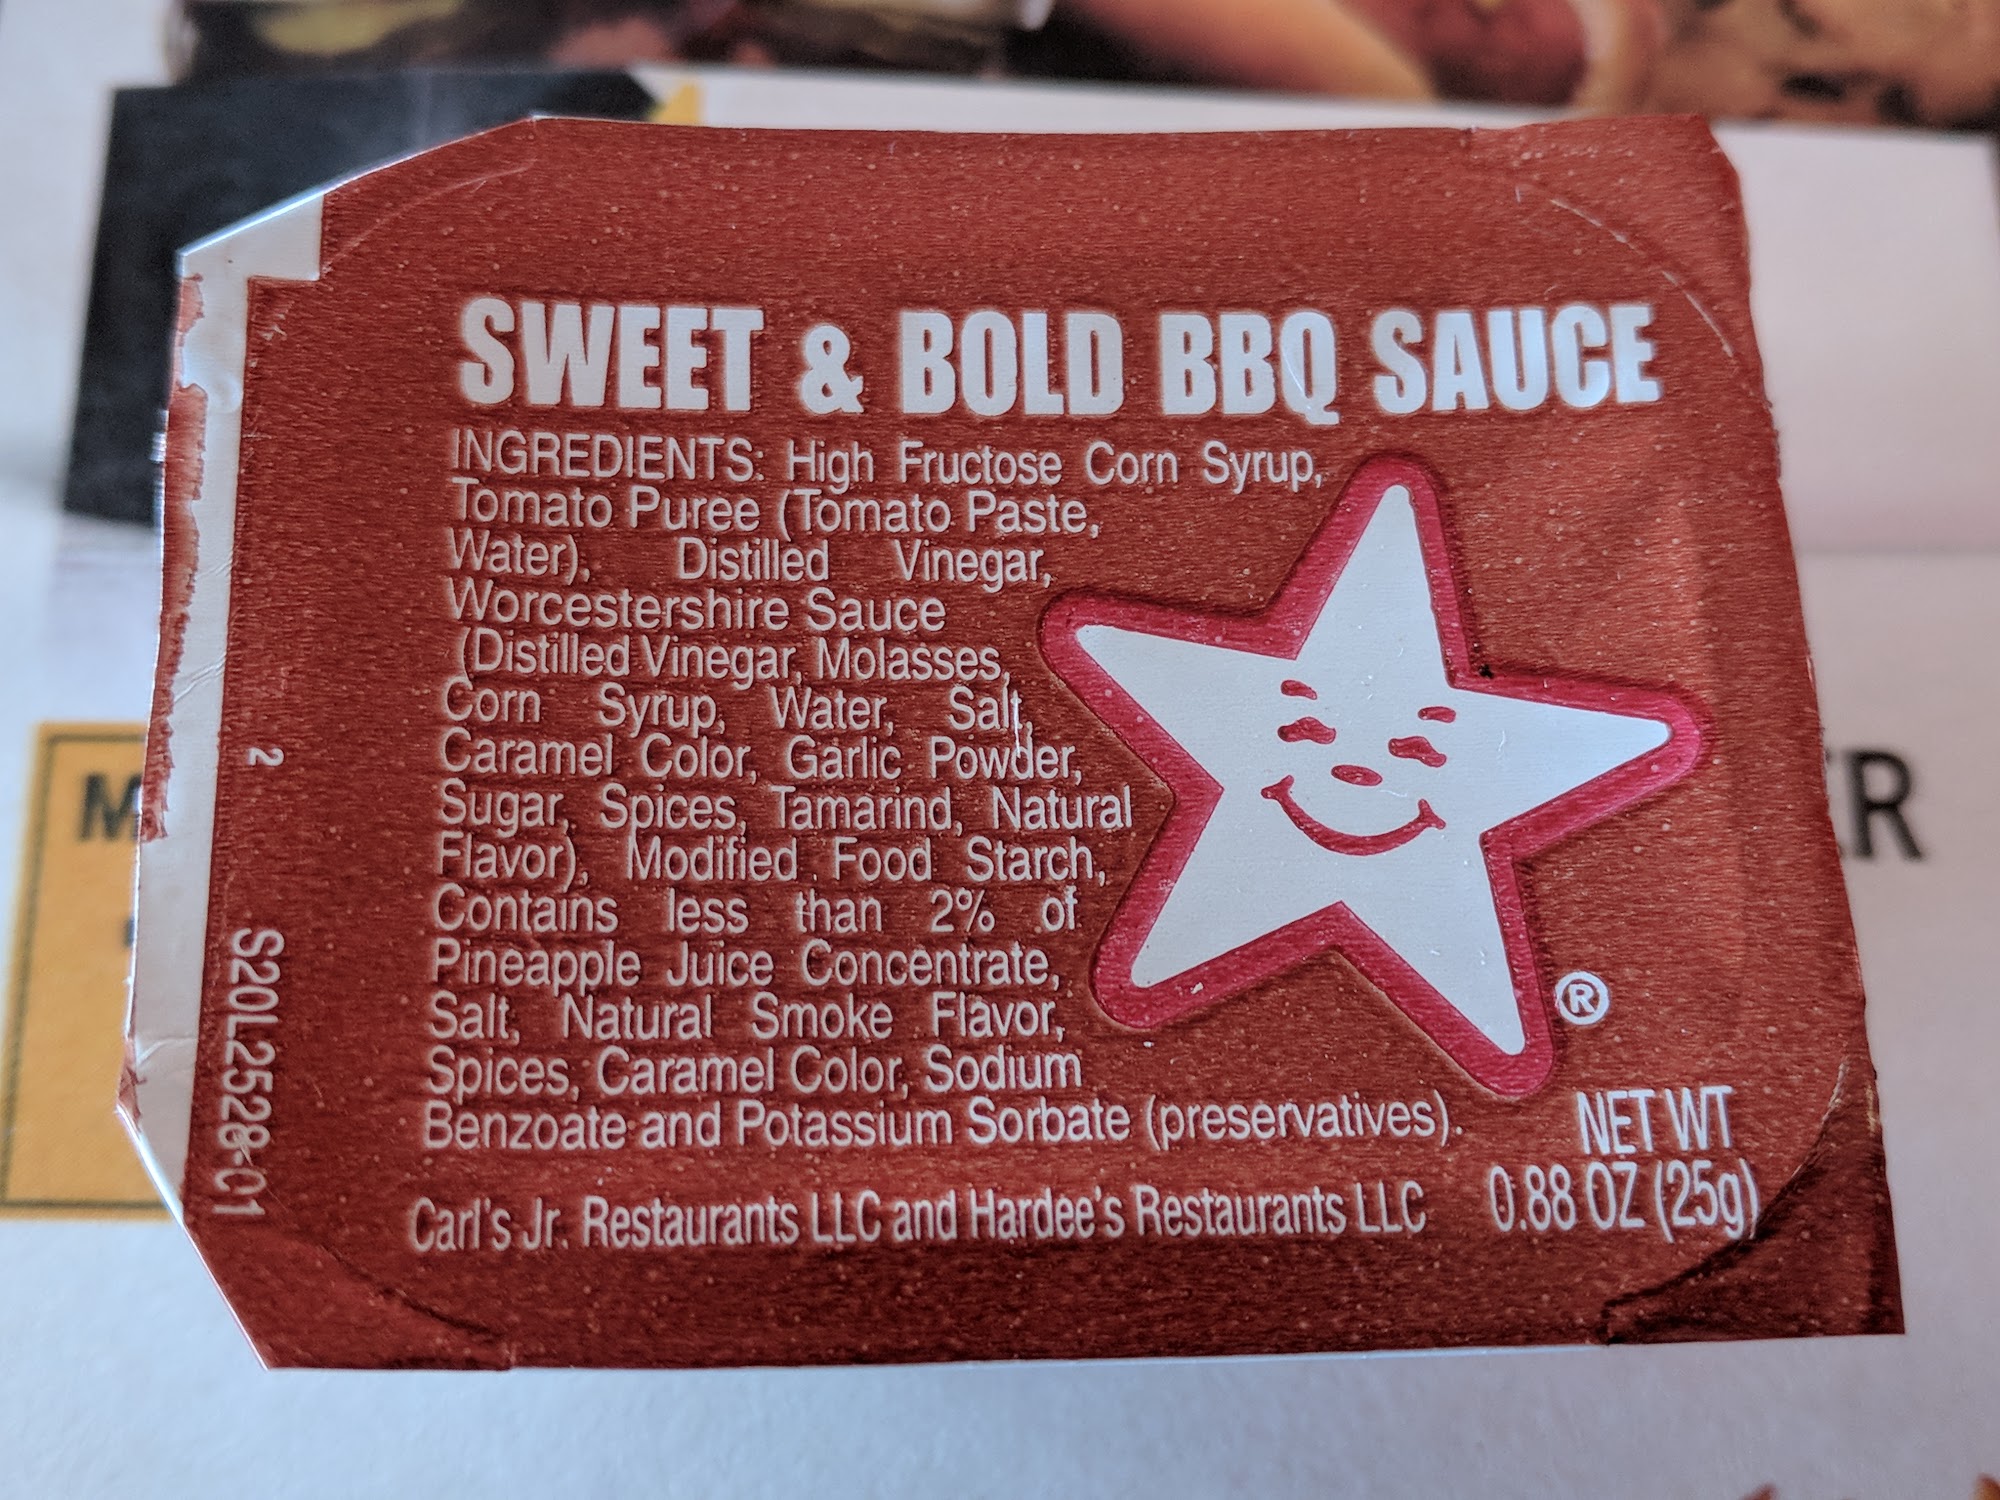 SWEET & BOLD BBQ SAUCE
INGREDIENTS: High Fructose Corn Syrup,
Tomato Puree (Tomato Paste,
Water), Distilled Vinegar,
Worcestershire Sauce
(Distilled Vinegar, Molasses,
Corn Syrup, Water, Salt,
Caramel Color, Garlic Powder,
Sugar, Spices, Tamarind, Natural
Flavor), Modified Food Starch,
Contains less than 2% of
Pineapple Juice Concentrate,
Salt, Natural Smoke Flavor,
Spices, Caramel Color, Sodium
Benzoate and Potassium Sorbate (preservatives).
®
NET WT
0.88 OZ (25g)
Carl's Jr. Restaurants LLC and Hardee's Restaurants LLC
2 S20L2528-01
M
ER